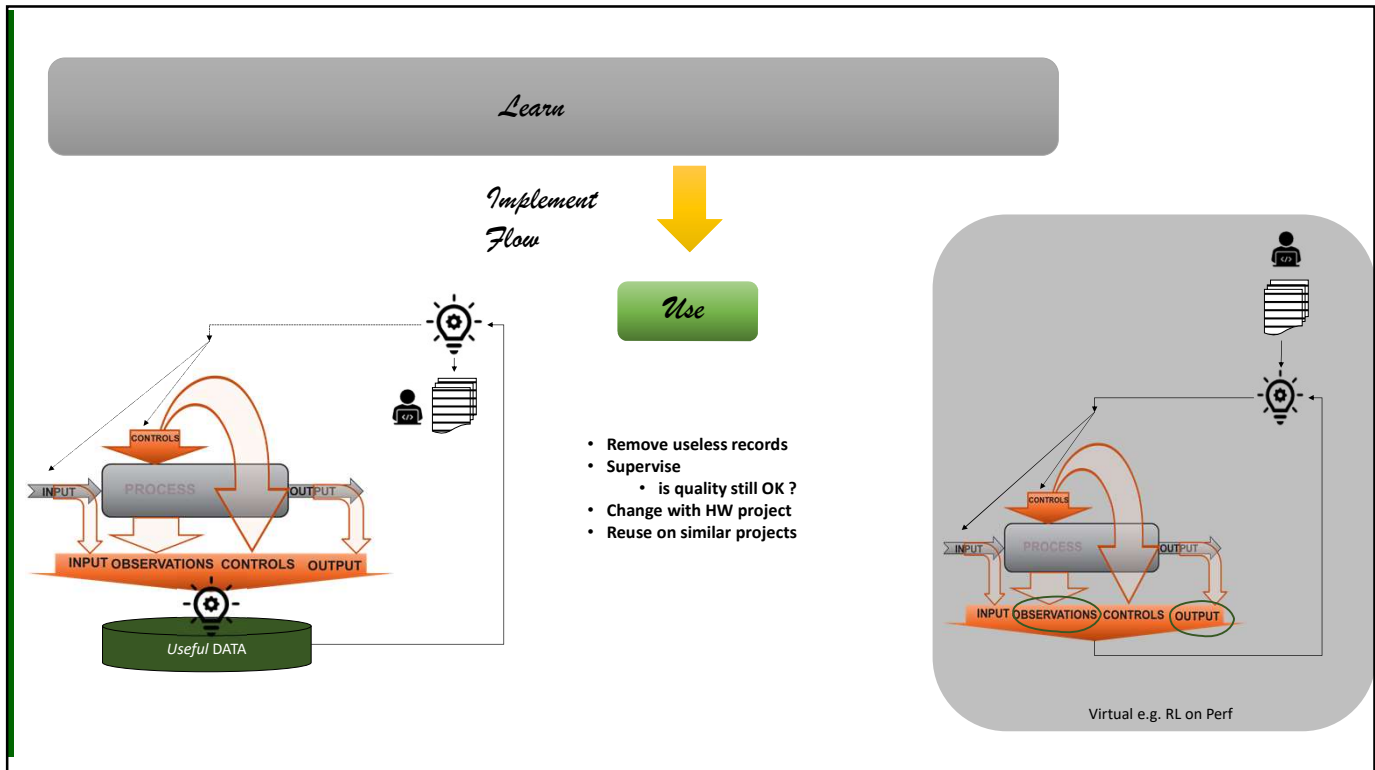 Learn
Implement
Flow
Use
CONTROLS
INPUT
PROCESS
OUTPUT
INPUT OBSERVATIONS CONTROLS OUTPUT
Useful DATA
• Remove useless records
• Supervise
• is quality still OK ?
• Change with HW project
• Reuse on similar projects
</>
</>
CONTROLS
INPUT
PROCESS
OUTPUT
INPUT OBSERVATIONS CONTROLS OUTPUT
Virtual e.g. RL on Perf